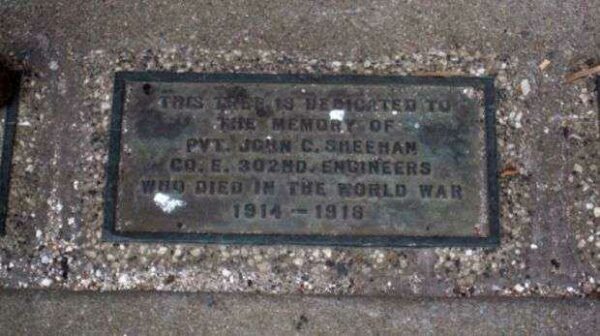 THIS TREE IS DEDICATED TO
THE MEMORY OF
PVT. JOHN C. SHEEHAN
CO. E. 302ND. ENGINEERS
WHO DIED IN THE WORLD WAR
1914 - 1918